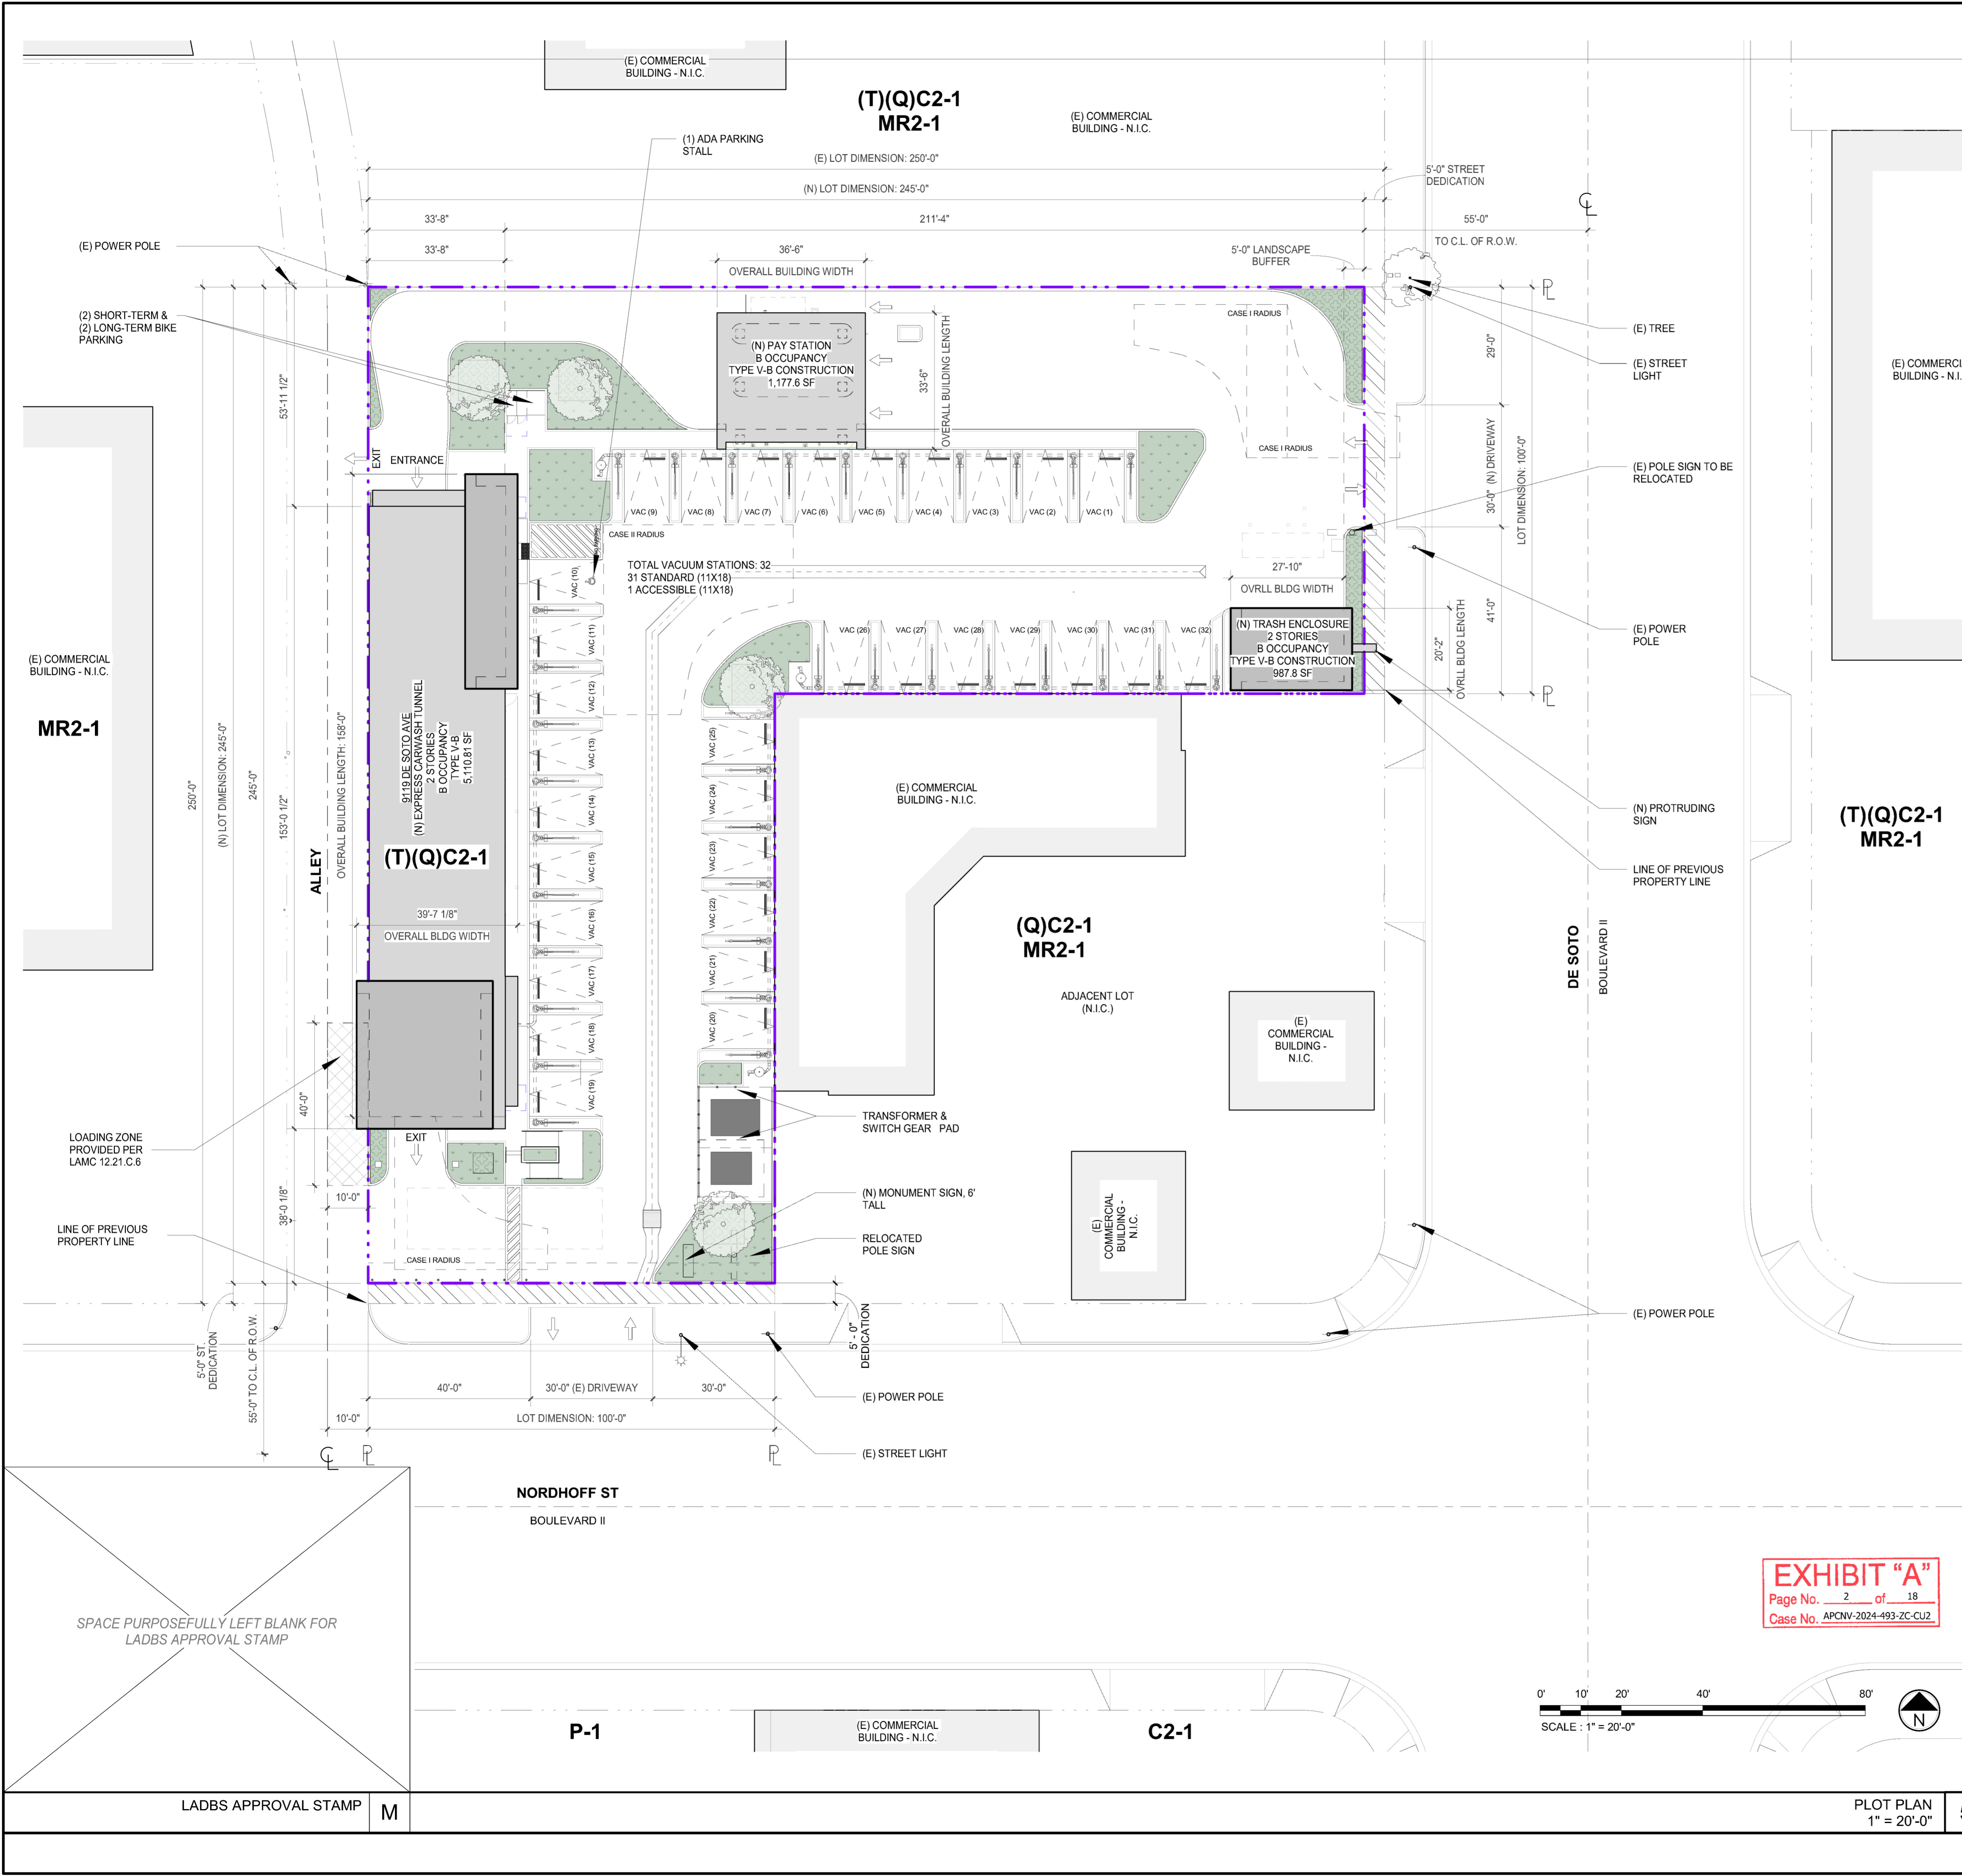 (E) COMMERCIAL
BUILDING - N.I.C.
(T)(Q)C2-1
MR2-1
(E) COMMERCIAL
BUILDING - N.I.C.
(1) ADA PARKING
STALL
(E) LOT DIMENSION: 250'-0"
5'-0" STREET
DEDICATION
(N) LOT DIMENSION: 245'-0"
33'-8"
211'-4"
55'-0"
TO C.L. OF R.O.W.
(E) POWER POLE
33'-8"
36'-6"
OVERALL BUILDING WIDTH
5'-0" LANDSCAPE
BUFFER
(2) SHORT-TERM &
(2) LONG-TERM BIKE
PARKING
53'-11 1/2"
(N) PAY STATION
B OCCUPANCY
TYPE V-B CONSTRUCTION
1,177.6 SF
33'-6"
OVERALL BUILDING LENGTH
CASE I RADIUS
CASE I RADIUS
29'-0"
30'-0" (N) DRIVEWAY
LOT DIMENSION: 100'-0"
41'-0"
(E) TREE
(E) STREET
LIGHT
(E) COMMERCI
BUILDING - N.I.
(E) POLE SIGN TO BE
RELOCATED
EXIT
ENTRANCE
VAC (9)
VAC (8)
VAC (7)
VAC (6)
VAC (5)
VAC (4)
VAC (3)
VAC (2)
VAC (1)
CASE II RADIUS
TOTAL VACUUM STATIONS: 32
31 STANDARD (11X18)
1 ACCESSIBLE (11X18)
27'-10"
OVRLL BLDG WIDTH
(N) TRASH ENCLOSURE
2 STORIES
B OCCUPANCY
TYPE V-B CONSTRUCTION
987.8 SF
20'-2"
OVRLL BLDG LENGTH
(E) POWER
POLE
VAC (26)
VAC (27)
VAC (28)
VAC (29)
VAC (30)
VAC (31)
VAC (32)
VAC (10)
VAC (11)
VAC (12)
VAC (13)
VAC (14)
VAC (15)
VAC (16)
VAC (17)
VAC (18)
VAC (19)
VAC (25)
VAC (24)
VAC (23)
VAC (22)
VAC (21)
VAC (20)
(E) COMMERCIAL
BUILDING - N.I.C.
MR2-1
250'-0"
(N) LOT DIMENSION: 245'-0"
245'-0"
153'-0 1/2"
ALLEY
OVERALL BUILDING LENGTH: 158'-0"
9119 DE SOTO AVE
(N) EXPRESS CARWASH TUNNEL
2 STORIES
B OCCUPANCY
TYPE V-B
5,110.81 SF
(T)(Q)C2-1
39'-7 1/8"
OVERALL BLDG WIDTH
(E) COMMERCIAL
BUILDING - N.I.C.
(N) PROTRUDING
SIGN
LINE OF PREVIOUS
PROPERTY LINE
(T)(Q)C2-1
MR2-1
(Q)C2-1
MR2-1
ADJACENT LOT
(N.I.C.)
DE SOTO
BOULEVARD II
(E)
COMMERCIAL
BUILDING -
N.I.C.
40'-0"
LOADING ZONE
PROVIDED PER
LAMC 12.21.C.6
EXIT
TRANSFORMER &
SWITCH GEAR PAD
10'-0"
38'-0 1/8"
(N) MONUMENT SIGN, 6'
TALL
(E)
COMMERCIAL
BUILDING -
N.I.C.
LINE OF PREVIOUS
PROPERTY LINE
RELOCATED
POLE SIGN
CASE I RADIUS
(E) POWER POLE
5'-0" ST.
DEDICATION
55'-0" TO C.L. OF R.O.W.
5' - 0"
DEDICATION
40'-0"
30'-0" (E) DRIVEWAY
30'-0"
(E) POWER POLE
10'-0"
LOT DIMENSION: 100'-0"
(E) STREET LIGHT
NORDHOFF ST
BOULEVARD II
SPACE PURPOSEFULLY LEFT BLANK FOR
LADBS APPROVAL STAMP
EXHIBIT “A”
Page No. 2 of 18
Case No. APCNV-2024-493-ZC-CU2
P-1
(E) COMMERCIAL
BUILDING - N.I.C.
C2-1
0' 10' 20' 40' 80'
SCALE : 1" = 20'-0"
N
LADBS APPROVAL STAMP
M
PLOT PLAN
1" = 20'-0"